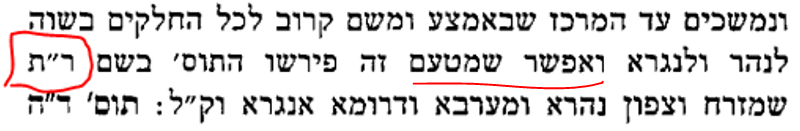 ונמשכים עד המרכז שבאמצע ומשם קרוב לכל החלקים בשוה
לנהר ולנגרא ואפשר שמטעם זה פירשו התוס׳ בשם ר״ת
שמזרח וצפון נהרא ומערבא ודרומא אנגרא וק״ל: תוס׳ ד״ה